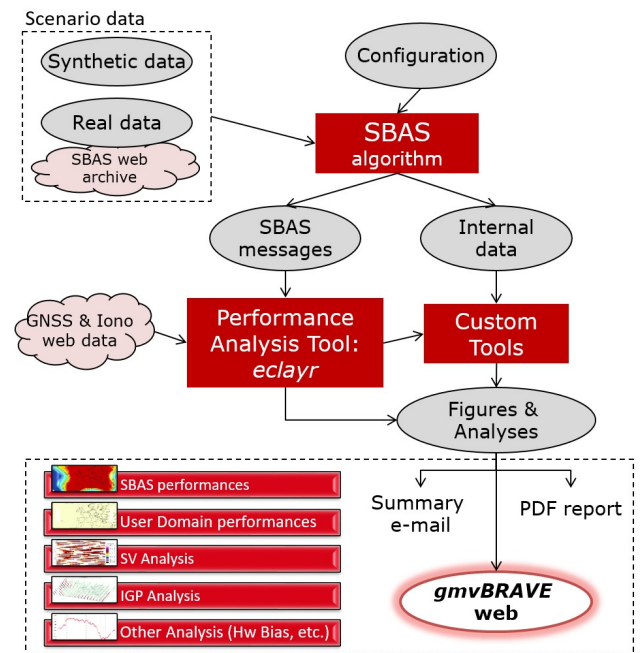 Scenario data
Synthetic data
Real data
SBAS web
archive
Configuration
SBAS
algorithm
SBAS
messages
Internal
data
GNSS & Iono
web data
Performance
Analysis Tool:
eclayr
Custom
Tools
Figures &
Analyses
SBAS performances
User Domain performances
SV Analysis
IGP Analysis
Other Analysis (Hw Bias, etc.)
Summary
e-mail
PDF report
gmvBRAVE
web